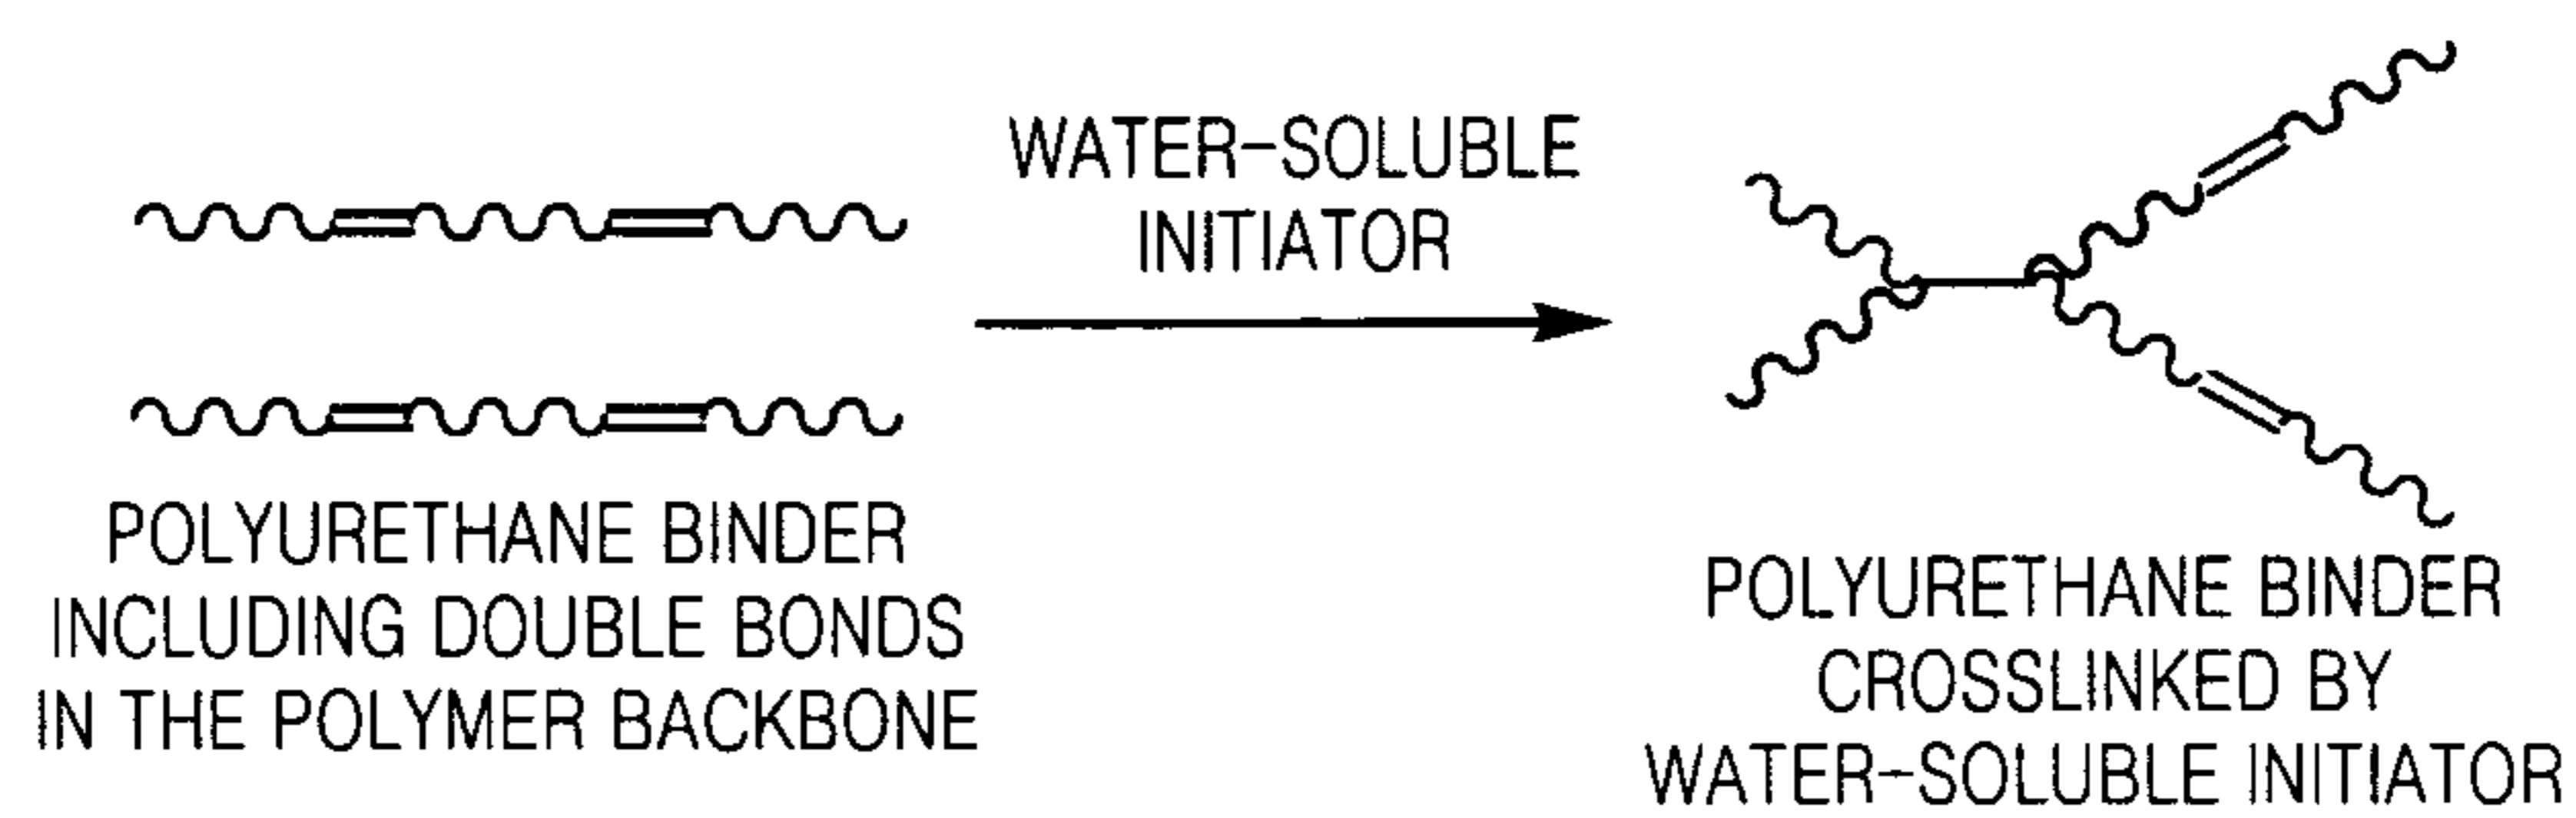 WATER-SOLUBLE
INITIATOR
POLYURETHANE BINDER
INCLUDING DOUBLE BONDS
IN THE POLYMER BACKBONE
POLYURETHANE BINDER
CROSSLINKED BY
WATER-SOLUBLE INITIATOR